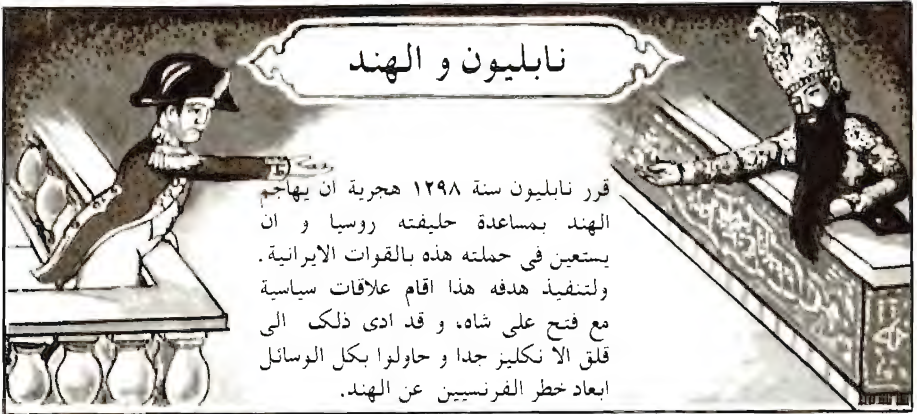 نابليون و الهند
قرر نابليون سنة ١٢٩٨ هجرية ان يهاجم
الهند بمساعدة حليفته روسيا و ان
يستعين في حملته هذه بالقوات الايرانية.
ولتنفيذ هدفه هذا اقام علاقات سياسية
مع فتح على شاه، و قد ادى ذلک الى
قلق الا نكليز جدا و حاولوا بكل الوسائل
ابعاد خطر الفرنسيين عن الهند.